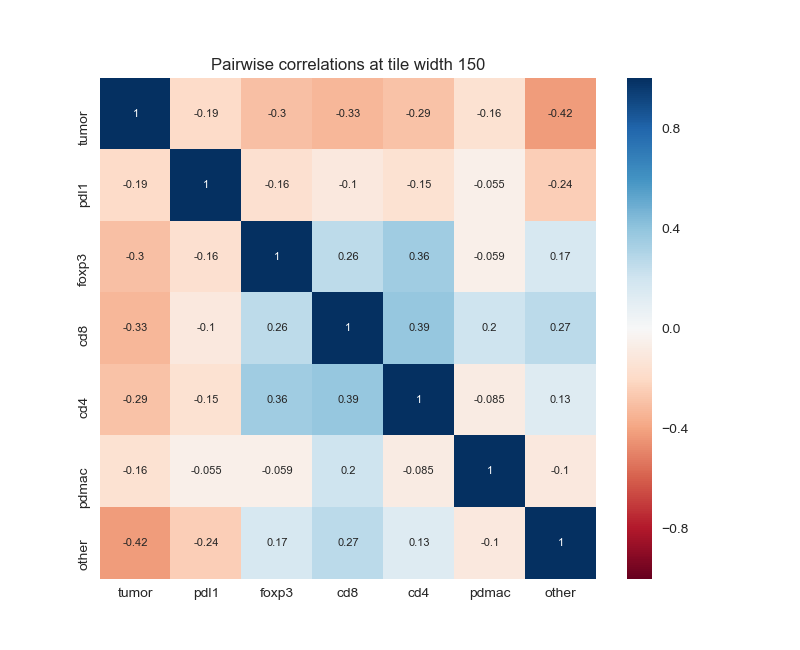 Pairwise correlations at tile width 150
tumor 1 -0.19 -0.3 -0.33 -0.29 -0.16 -0.42
pdl1 -0.19 1 -0.16 -0.1 -0.15 -0.055 -0.24
foxp3 -0.3 -0.16 1 0.26 0.36 -0.059 0.17
cd8 -0.33 -0.1 0.26 1 0.39 0.2 0.27
cd4 -0.29 -0.15 0.36 0.39 1 -0.085 0.13
pdmac -0.16 -0.055 -0.059 0.2 -0.085 1 -0.1
other -0.42 -0.24 0.17 0.27 0.13 -0.1 1
tumor pdl1 foxp3 cd8 cd4 pdmac other
0.8
0.4
0.0
−0.4
−0.8